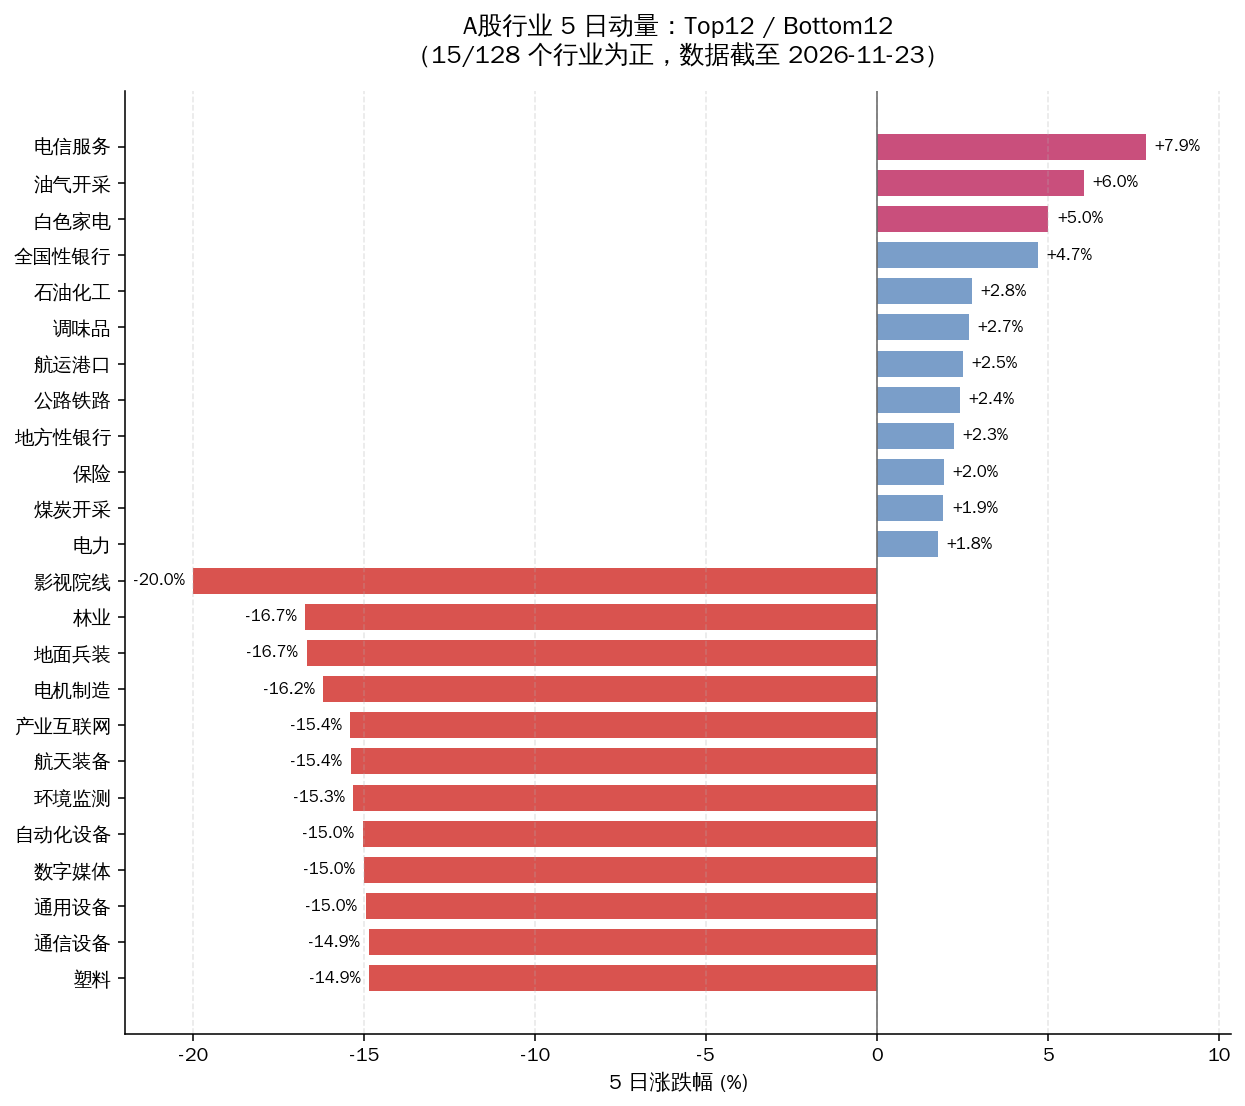 A股行业 5 日动量：Top12 / Bottom12
（15/128 个行业为正，数据截至 2026-11-23）
电信服务 +7.9%
油气开采 +6.0%
白色家电 +5.0%
全国性银行 +4.7%
石油化工 +2.8%
调味品 +2.7%
航运港口 +2.5%
公路铁路 +2.4%
地方性银行 +2.3%
保险 +2.0%
煤炭开采 +1.9%
电力 +1.8%
影视院线 -20.0%
林业 -16.7%
地面兵装 -16.7%
电机制造 -16.2%
产业互联网 -15.4%
航天装备 -15.4%
环境监测 -15.3%
自动化设备 -15.0%
数字媒体 -15.0%
通用设备 -15.0%
通信设备 -14.9%
塑料 -14.9%
-20 -15 -10 -5 0 5 10
5 日涨跌幅 (%)